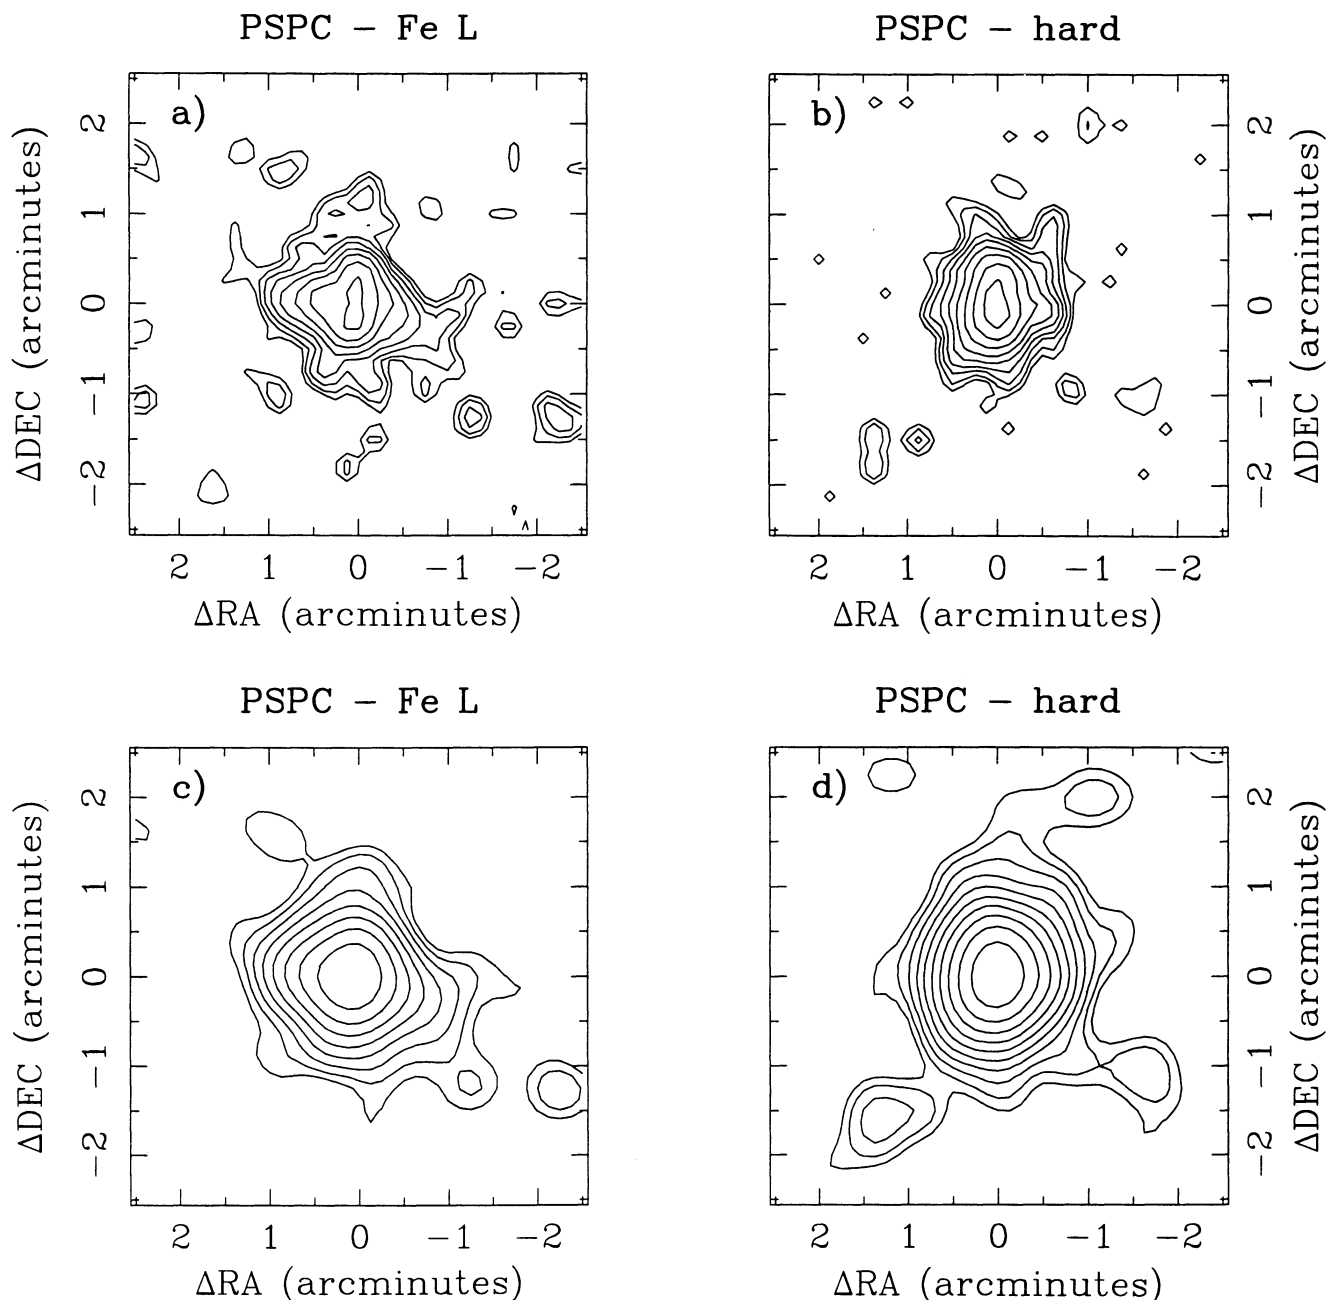 PSPC – Fe L
PSPC – hard
a)
b)
2
1
0
−1
−2
ΔDEC (arcminutes)
2
1
0
−1
−2
ΔDEC (arcminutes)
2 1 0 −1 −2
2 1 0 −1 −2
ΔRA (arcminutes)
ΔRA (arcminutes)
PSPC – Fe L
PSPC – hard
c)
d)
2
1
0
−1
−2
ΔDEC (arcminutes)
2
1
0
−1
−2
ΔDEC (arcminutes)
2 1 0 −1 −2
2 1 0 −1 −2
ΔRA (arcminutes)
ΔRA (arcminutes)